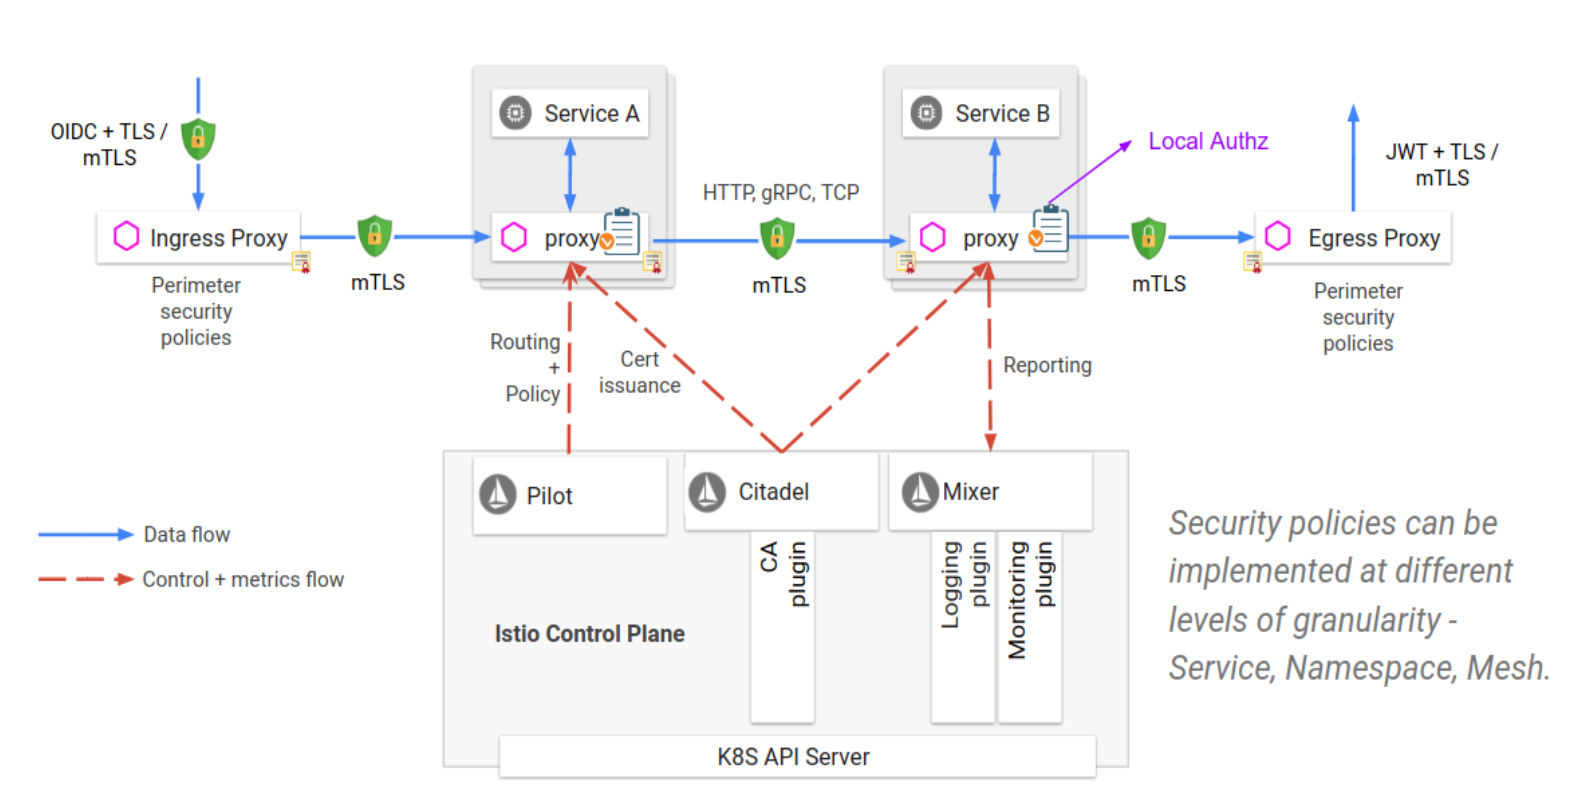 OIDC + TLS /
mTLS
Service A
Service B
Local Authz
JWT + TLS /
mTLS
HTTP, gRPC, TCP
Ingress Proxy
proxy
proxy
Egress Proxy
mTLS
mTLS
mTLS
Perimeter
security
policies
Perimeter
security
policies
Routing
+
Policy
Cert
issuance
Reporting
Pilot
Citadel
Mixer
Data flow
Control + metrics flow
CA
plugin
Logging
plugin
Monitoring
plugin
Istio Control Plane
K8S API Server
Security policies can be
implemented at different
levels of granularity -
Service, Namespace, Mesh.